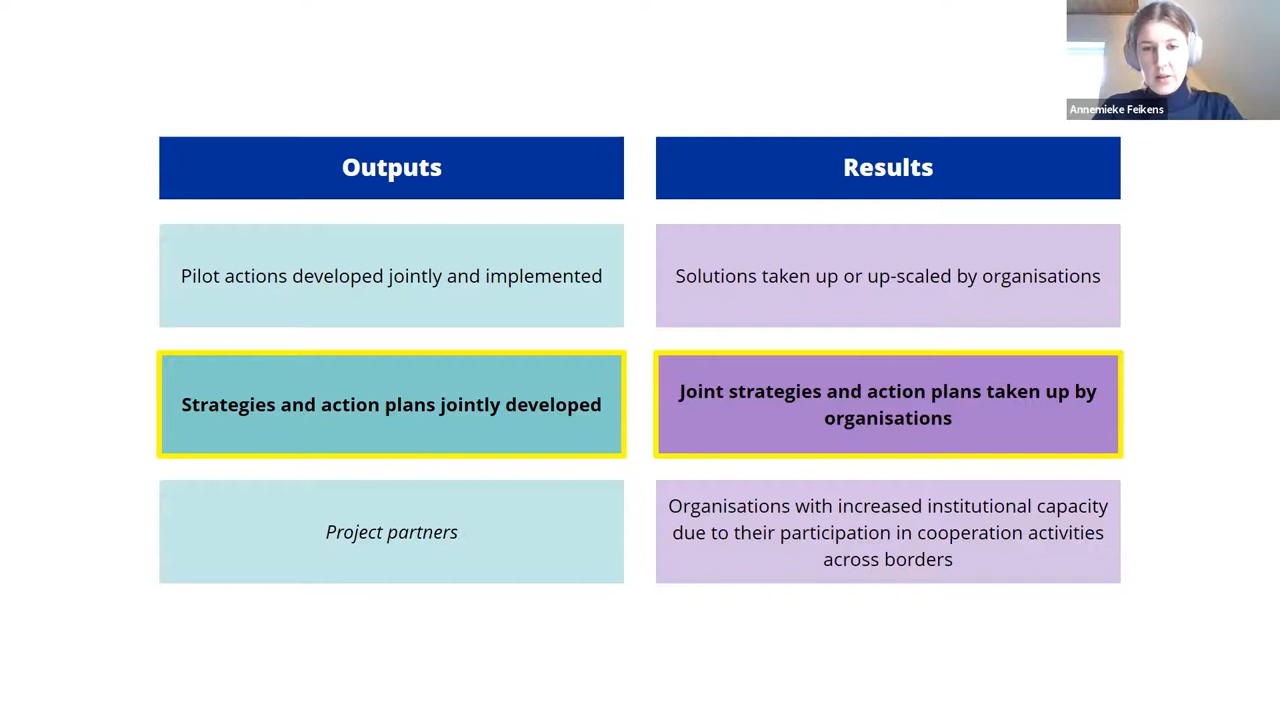 Annemieke Feikens
Outputs
Results
Pilot actions developed jointly and implemented
Solutions taken up or up-scaled by organisations
Strategies and action plans jointly developed
Joint strategies and action plans taken up by
organisations
Project partners
Organisations with increased institutional capacity
due to their participation in cooperation activities
across borders